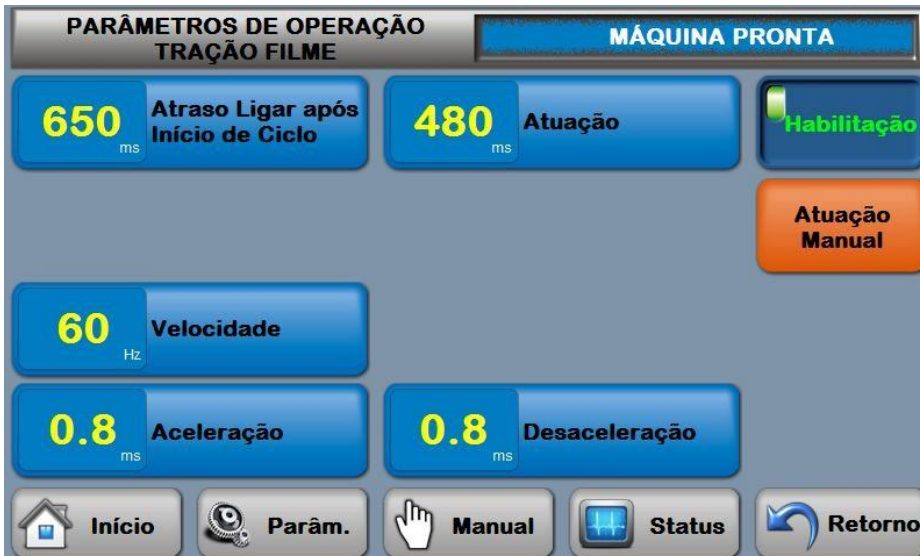 PARÂMETROS DE OPERAÇÃO
TRAÇÃO FILME
MÁQUINA PRONTA
650
ms
Atraso Ligar após
Início de Ciclo
480
ms
Atuação
Habilitação
Atuação
Manual
60
Hz
Velocidade
0.8
ms
Aceleração
0.8
ms
Desaceleração
Início
Parâm.
Manual
Status
Retorno